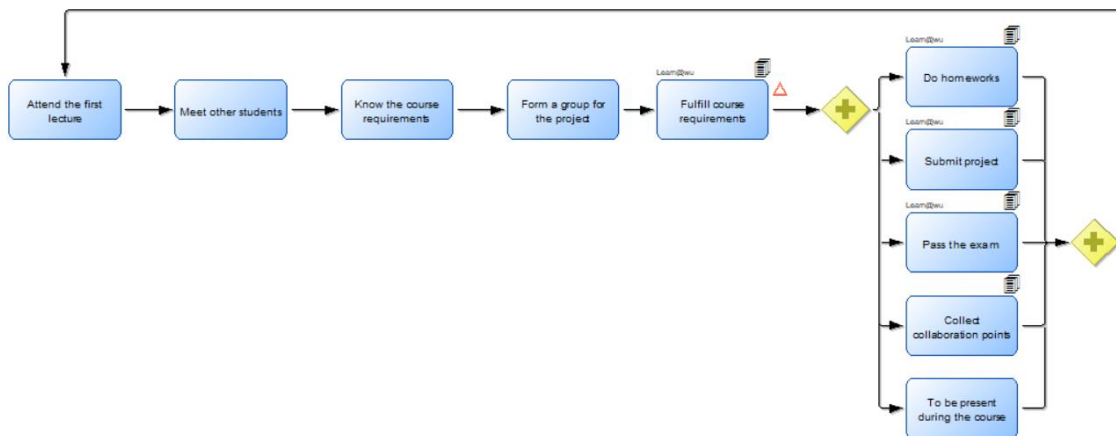 Learn@wu
Do homeworks
Attend the first
lecture
Meet other students
Know the course
requirements
Form a group for
the project
Learn@wu
Fulfill course
requirements
Learn@wu
Submit project
Learn@wu
Pass the exam
Collect
collaboration points
To be present
during the course